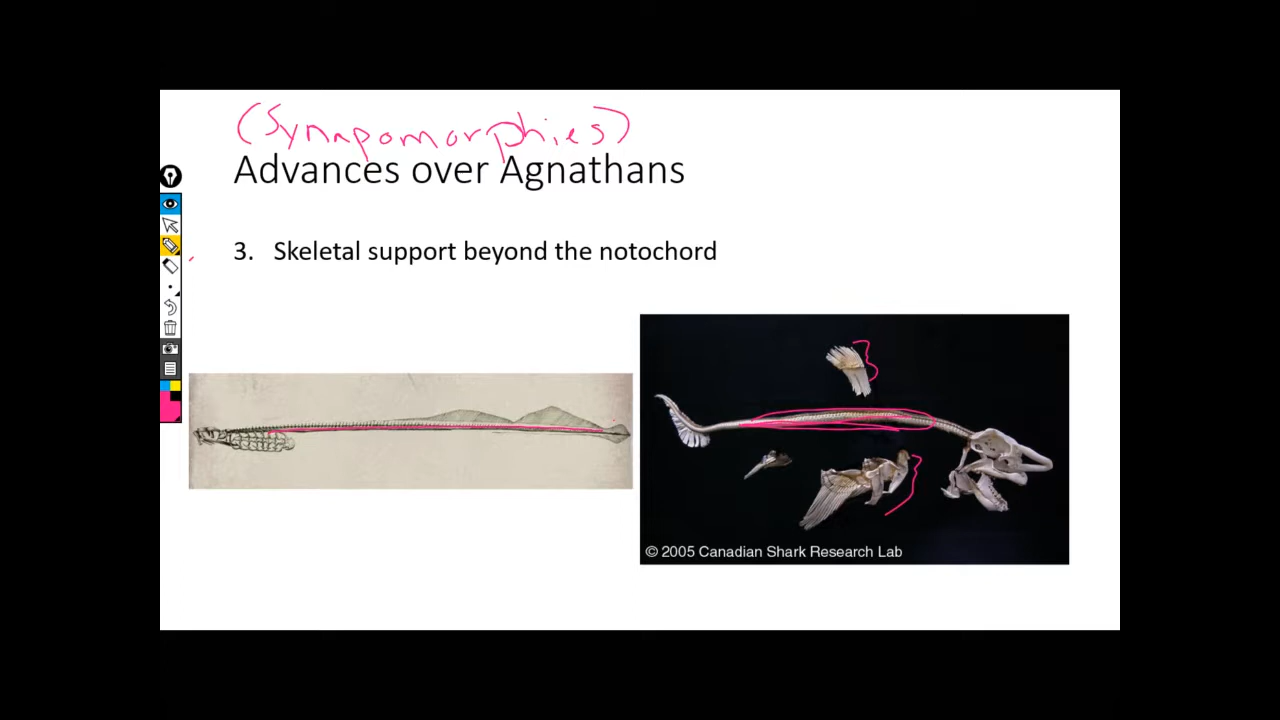 (Synapomorphies)
Advances over Agnathans
3. Skeletal support beyond the notochord
© 2005 Canadian Shark Research Lab